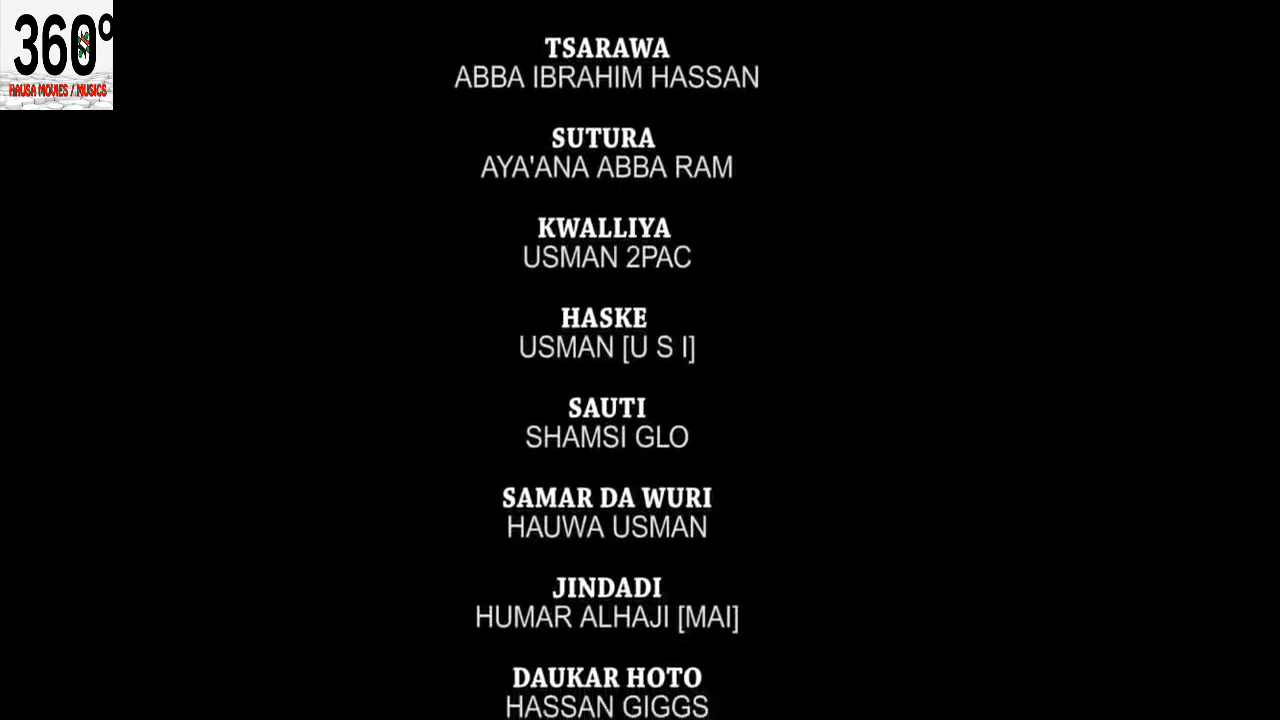 360°
HAUSA MOVIES / MUSICS
TSARAWA
ABBA IBRAHIM HASSAN
SUTURA
AYA'ANA ABBA RAM
KWALLIYA
USMAN 2PAC
HASKE
USMAN [U S I]
SAUTI
SHAMSI GLO
SAMAR DA WURI
HAUWA USMAN
JINDADI
HUMAR ALHAJI [MAI]
DAUKAR HOTO
HASSAN GIGGS